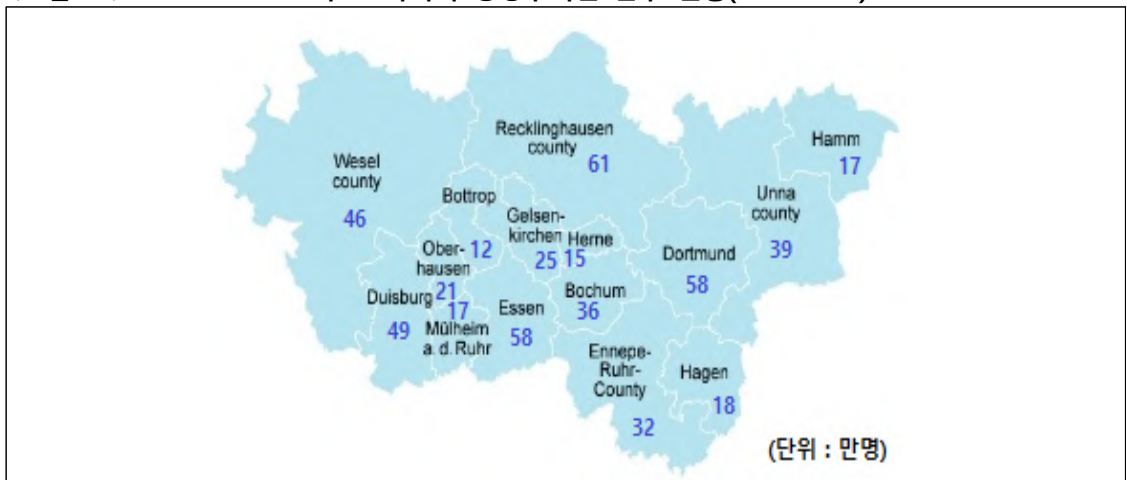 Recklinghausen
county
61
Hamm
17
Wesel
county
46
Unna
county
39
Bottrop
12
Gelsen-
kirchen
25
Herne
15
Dortmund
58
Ober-
hausen
21
Duisburg
49
17
Mülheim
a. d. Ruhr
Essen
58
Bochum
36
Ennepe-
Ruhr-
County
32
Hagen
18
(단위 : 만명)